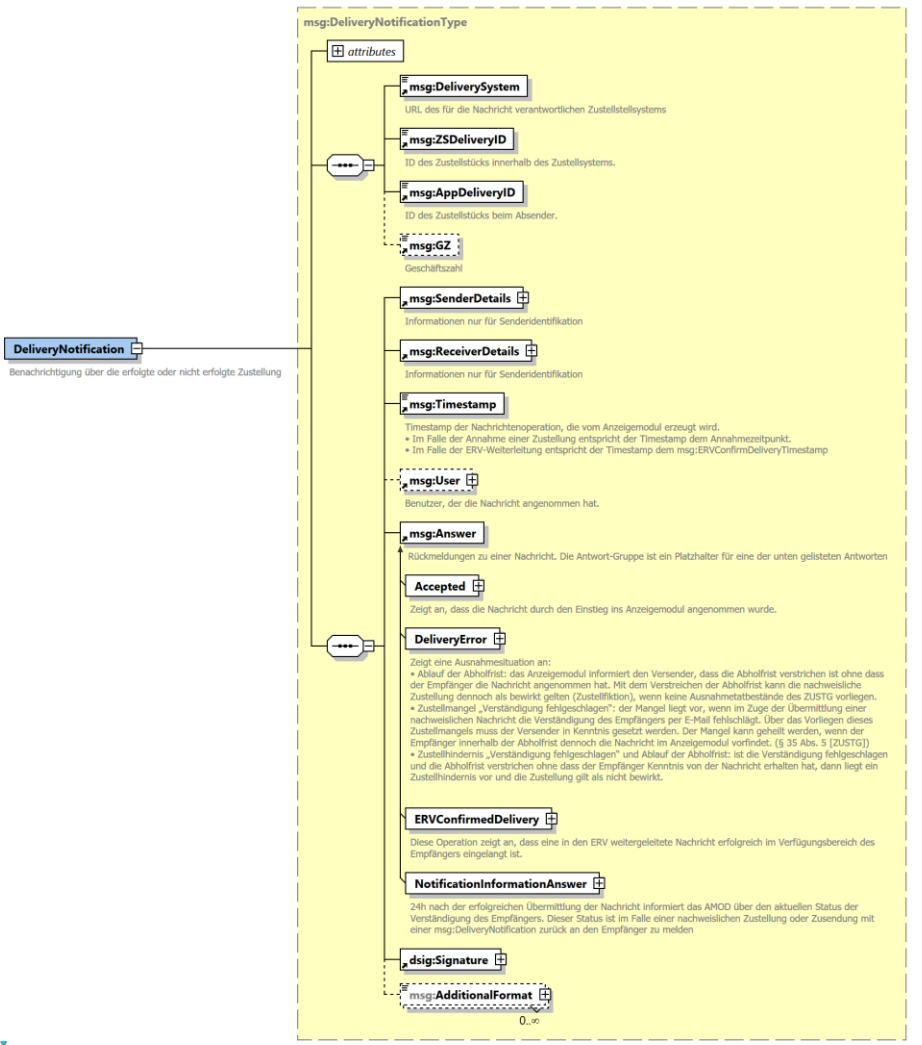 msg:DeliveryNotificationType
attributes
msg:DeliverySystem
URL des für die Nachricht verantwortlichen Zustellstellsystems
msg:ZSDeliveryID
ID des Zustellstücks innerhalb des Zustellsystems.
msg:AppDeliveryID
ID des Zustellstücks beim Absender.
msg:GZ
Geschäftszahl
msg:SenderDetails
Informationen nur für Senderidentifikation
DeliveryNotification
Benachrichtigung über die erfolgte oder nicht erfolgte Zustellung
msg:ReceiverDetails
Informationen nur für Senderidentifikation
msg:Timestamp
Timestamp der Nachrichtenoperation, die vom Anzeigemodul erzeugt wird.
• Im Falle der Annahme einer Zustellung entspricht der Timestamp dem Annahmezeitpunkt.
• Im Falle der ERV-Weiterleitung entspricht der Timestamp dem msg:ERVConfirmDeliveryTimestamp
msg:User
Benutzer, der die Nachricht angenommen hat.
msg:Answer
Rückmeldungen zu einer Nachricht. Die Antwort-Gruppe ist ein Platzhalter für eine der unten gelisteten Antworten
Accepted
Zeigt an, dass die Nachricht durch den Einstieg ins Anzeigemodul angenommen wurde.
DeliveryError
Zeigt eine Ausnahmesituation an:
• Ablauf der Abholfrist: das Anzeigemodul informiert den Versender, dass die Abholfrist verstrichen ist ohne dass
der Empfänger die Nachricht angenommen hat. Mit dem Verstreichen der Abholfrist kann die nachweisliche
Zustellung dennoch als bewirkt gelten (Zustellfiktion), wenn keine Ausnahmetatbestände des ZUSTG vorliegen.
• Zustellmangel „Verständigung fehlgeschlagen“: der Mangel liegt vor, wenn im Zuge der Übermittlung einer
nachweislichen Nachricht die Verständigung des Empfängers per E-Mail fehlschlägt. Über das Vorliegen dieses
Zustellmangels muss der Versender in Kenntnis gesetzt werden. Der Mangel kann geheilt werden, wenn der
Empfänger innerhalb der Abholfrist dennoch die Nachricht im Anzeigemodul vorfindet. (§ 35 Abs. 5 [ZUSTG])
• Zustellhindernis „Verständigung fehlgeschlagen“ und Ablauf der Abholfrist: ist die Verständigung fehlgeschlagen
und die Abholfrist verstrichen ohne dass der Empfänger Kenntnis von der Nachricht erhalten hat, dann liegt ein
Zustellhindernis vor und die Zustellung gilt als nicht bewirkt.
ERVConfirmedDelivery
Diese Operation zeigt an, dass eine in den ERV weitergeleitete Nachricht erfolgreich im Verfügungsbereich des
Empfängers eingelangt ist.
NotificationInformationAnswer
24h nach der erfolgreichen Übermittlung der Nachricht informiert das AMOD über den aktuellen Status der
Verständigung des Empfängers. Dieser Status ist im Falle einer nachweislichen Zustellung oder Zusendung mit
einer msg:DeliveryNotification zurück an den Empfänger zu melden
dsig:Signature
msg:AdditionalFormat
0..∞